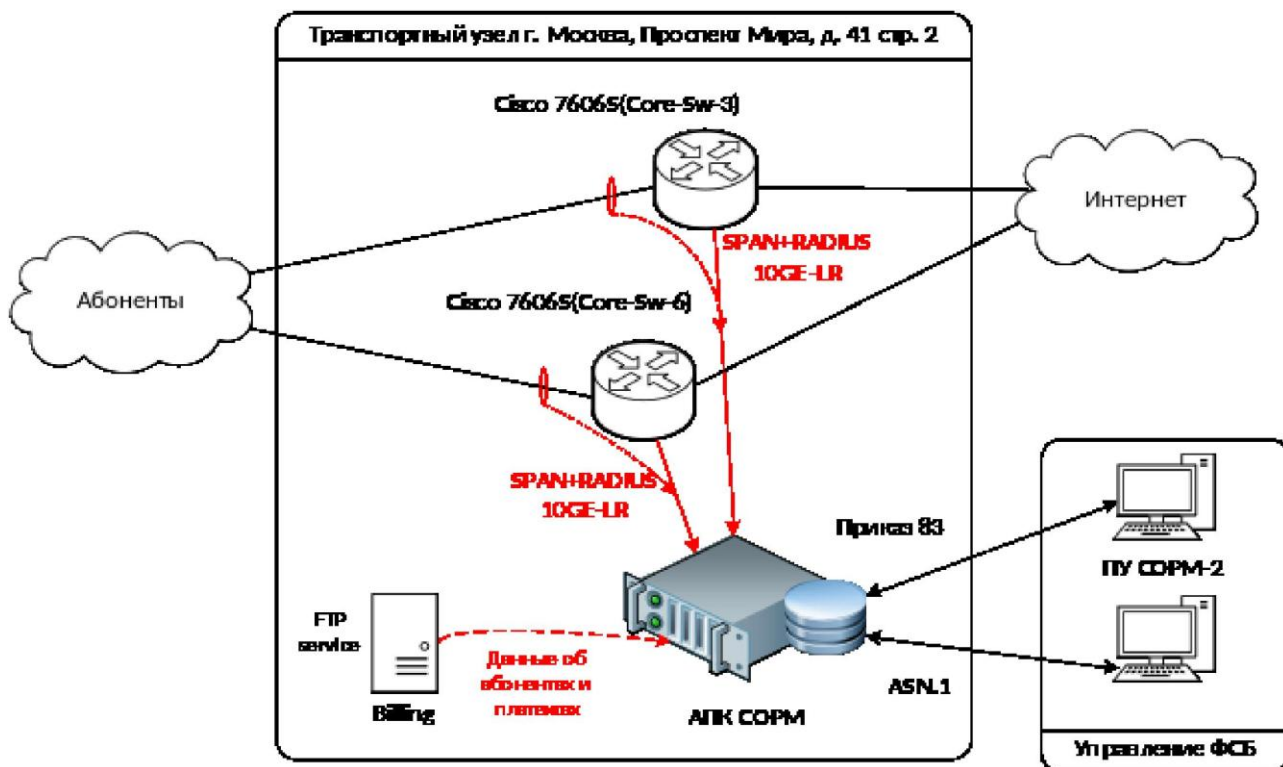 Транспортный узел г. Москва, Проспект Мира, д. 41 стр. 2
Cisco 7606S(Core-Sw-3)
Интернет
SPAN+RADIUS
10GE-LR
Абоненты
Cisco 7606S(Core-Sw-6)
SPAN+RADIUS
10GE-LR
Приказ 83
ПУ СОРМ-2
FTP
service
Данные об
абонентах и
платежах
Billing
АПК СОРМ
ASN.1
Управление ФСБ